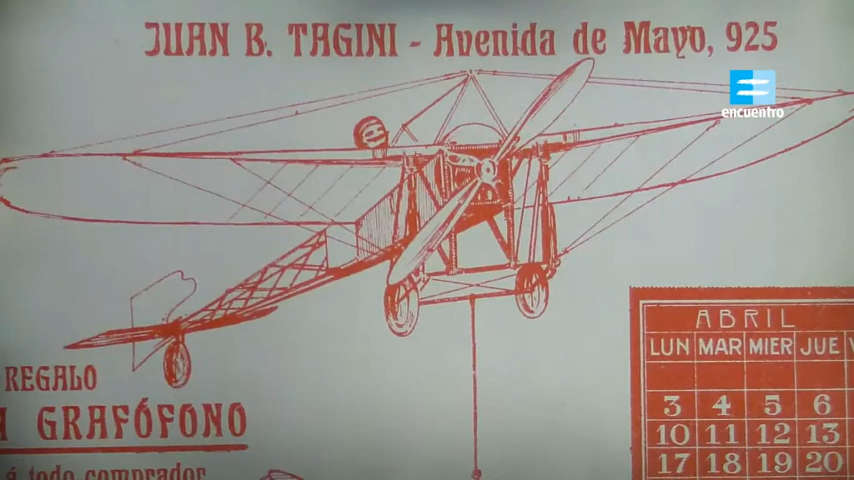 JUAN B. TAGINI - Avenida de Mayo, 925
encuentro
ABRIL
LUN MAR MIER JUE
3 4 5 6
10 11 12 13
17 18 19 20
REGALO
GRAFÓFONO
á todo comprador